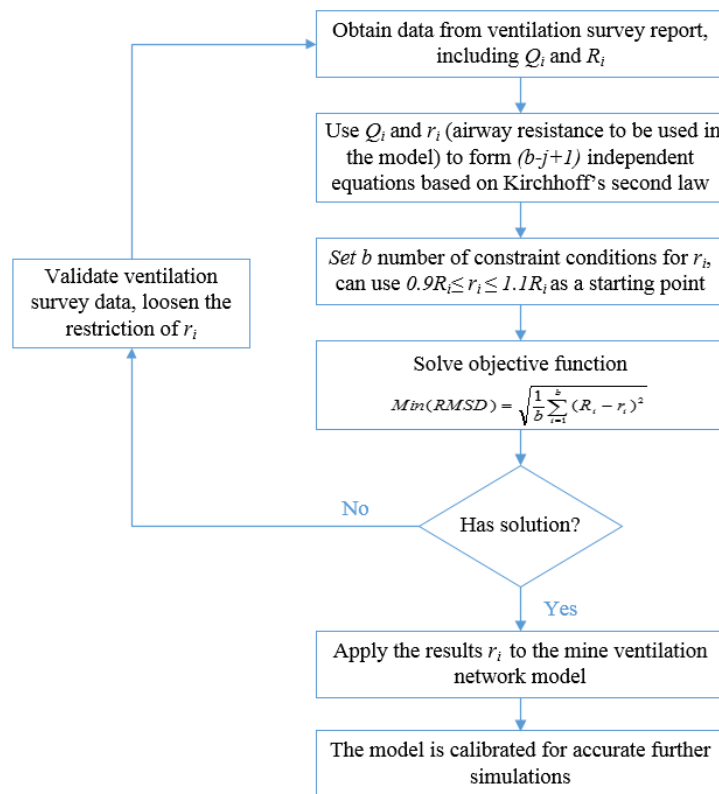 Obtain data from ventilation survey report,
including Qᵢ and Rᵢ
Use Qᵢ and rᵢ (airway resistance to be used in
the model) to form (b-j+1) independent
equations based on Kirchhoff's second law
Set b number of constraint conditions for rᵢ,
can use 0.9Rᵢ≤ rᵢ ≤ 1.1Rᵢ as a starting point
Validate ventilation
survey data, loosen the
restriction of rᵢ
Solve objective function
Min(RMSD) = √(1/b ∑ᵢ₌₁ᵇ (Rᵢ − rᵢ)²)
No
Has solution?
Yes
Apply the results rᵢ to the mine ventilation
network model
The model is calibrated for accurate further
simulations